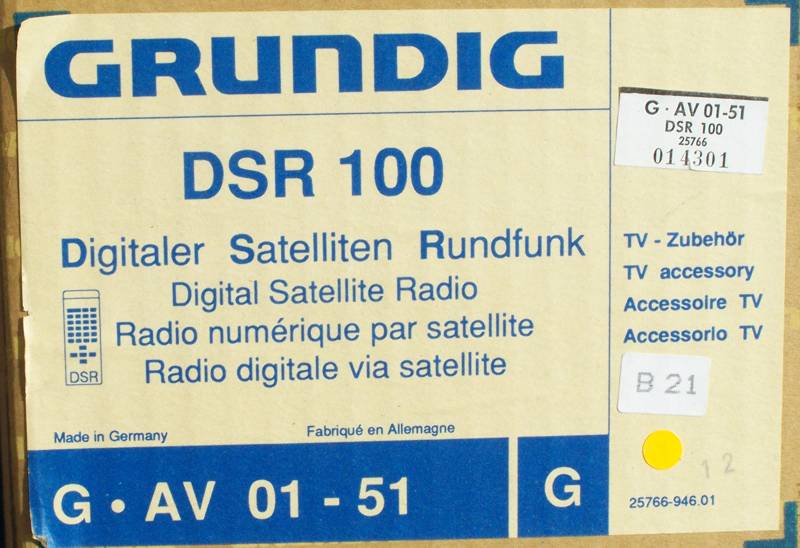 GRUNDIG
DSR 100
Digitaler Satelliten Rundfunk
Digital Satellite Radio
Radio numérique par satellite
Radio digitale via satellite
DSR
Made in Germany
Fabriqué en Allemagne
G · AV 01 - 51
G
G · AV 01-51
DSR 100
25766
014301
TV - Zubehör
TV accessory
Accessoire TV
Accessorio TV
B 21
12
25766-946.01